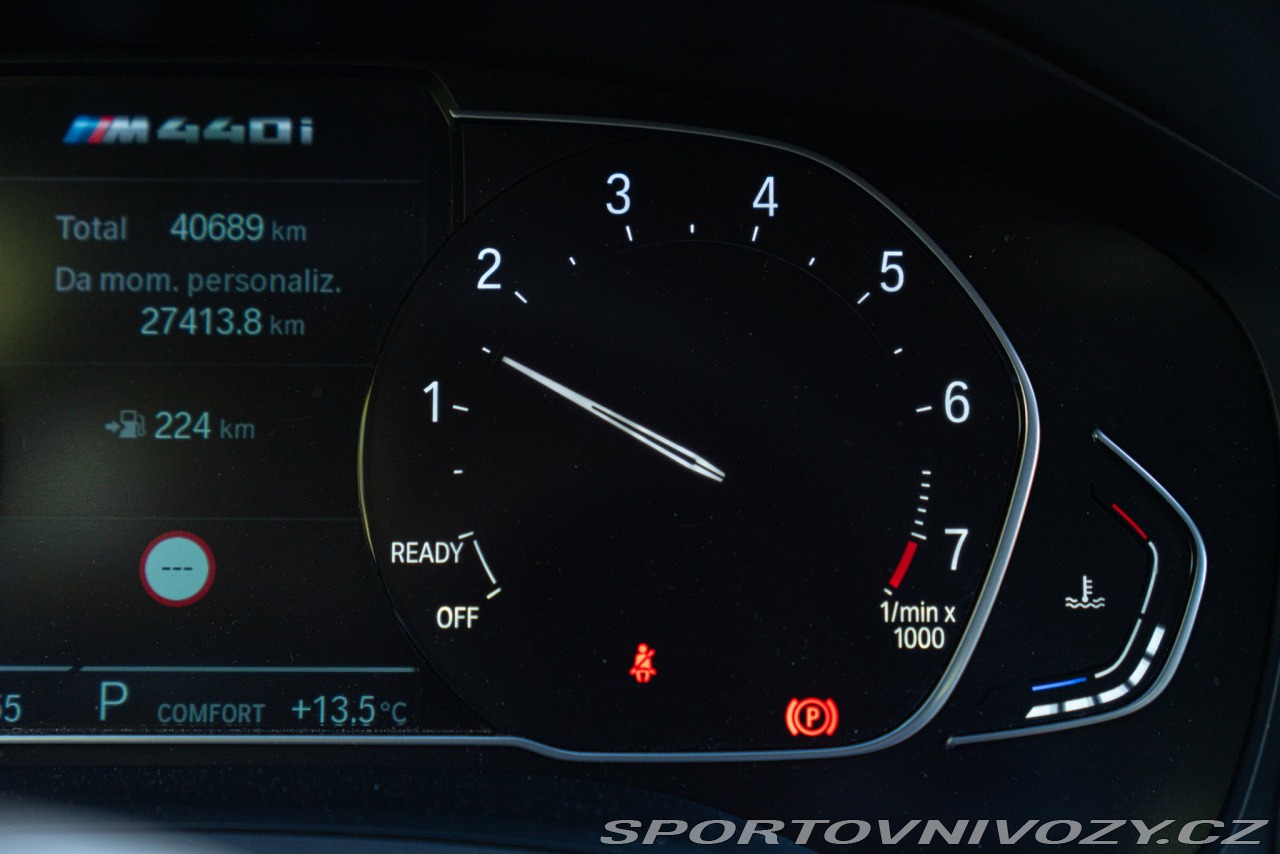 M440i
Total 40689 km
Da mom. personaliz.
27413.8 km
224 km
---
P COMFORT +13.5°C
1
2
3
4
5
6
7
READY
OFF
1/min x
1000
P
SPORTOVNIVOZY.CZ